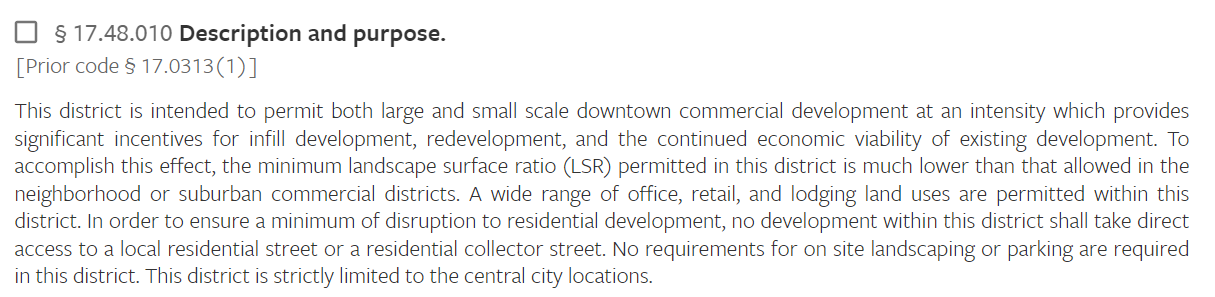 § 17.48.010 Description and purpose.
[Prior code § 17.0313(1)]
This district is intended to permit both large and small scale downtown commercial development at an intensity which provides
significant incentives for infill development, redevelopment, and the continued economic viability of existing development. To
accomplish this effect, the minimum landscape surface ratio (LSR) permitted in this district is much lower than that allowed in the
neighborhood or suburban commercial districts. A wide range of office, retail, and lodging land uses are permitted within this
district. In order to ensure a minimum of disruption to residential development, no development within this district shall take direct
access to a local residential street or a residential collector street. No requirements for on site landscaping or parking are required
in this district. This district is strictly limited to the central city locations.